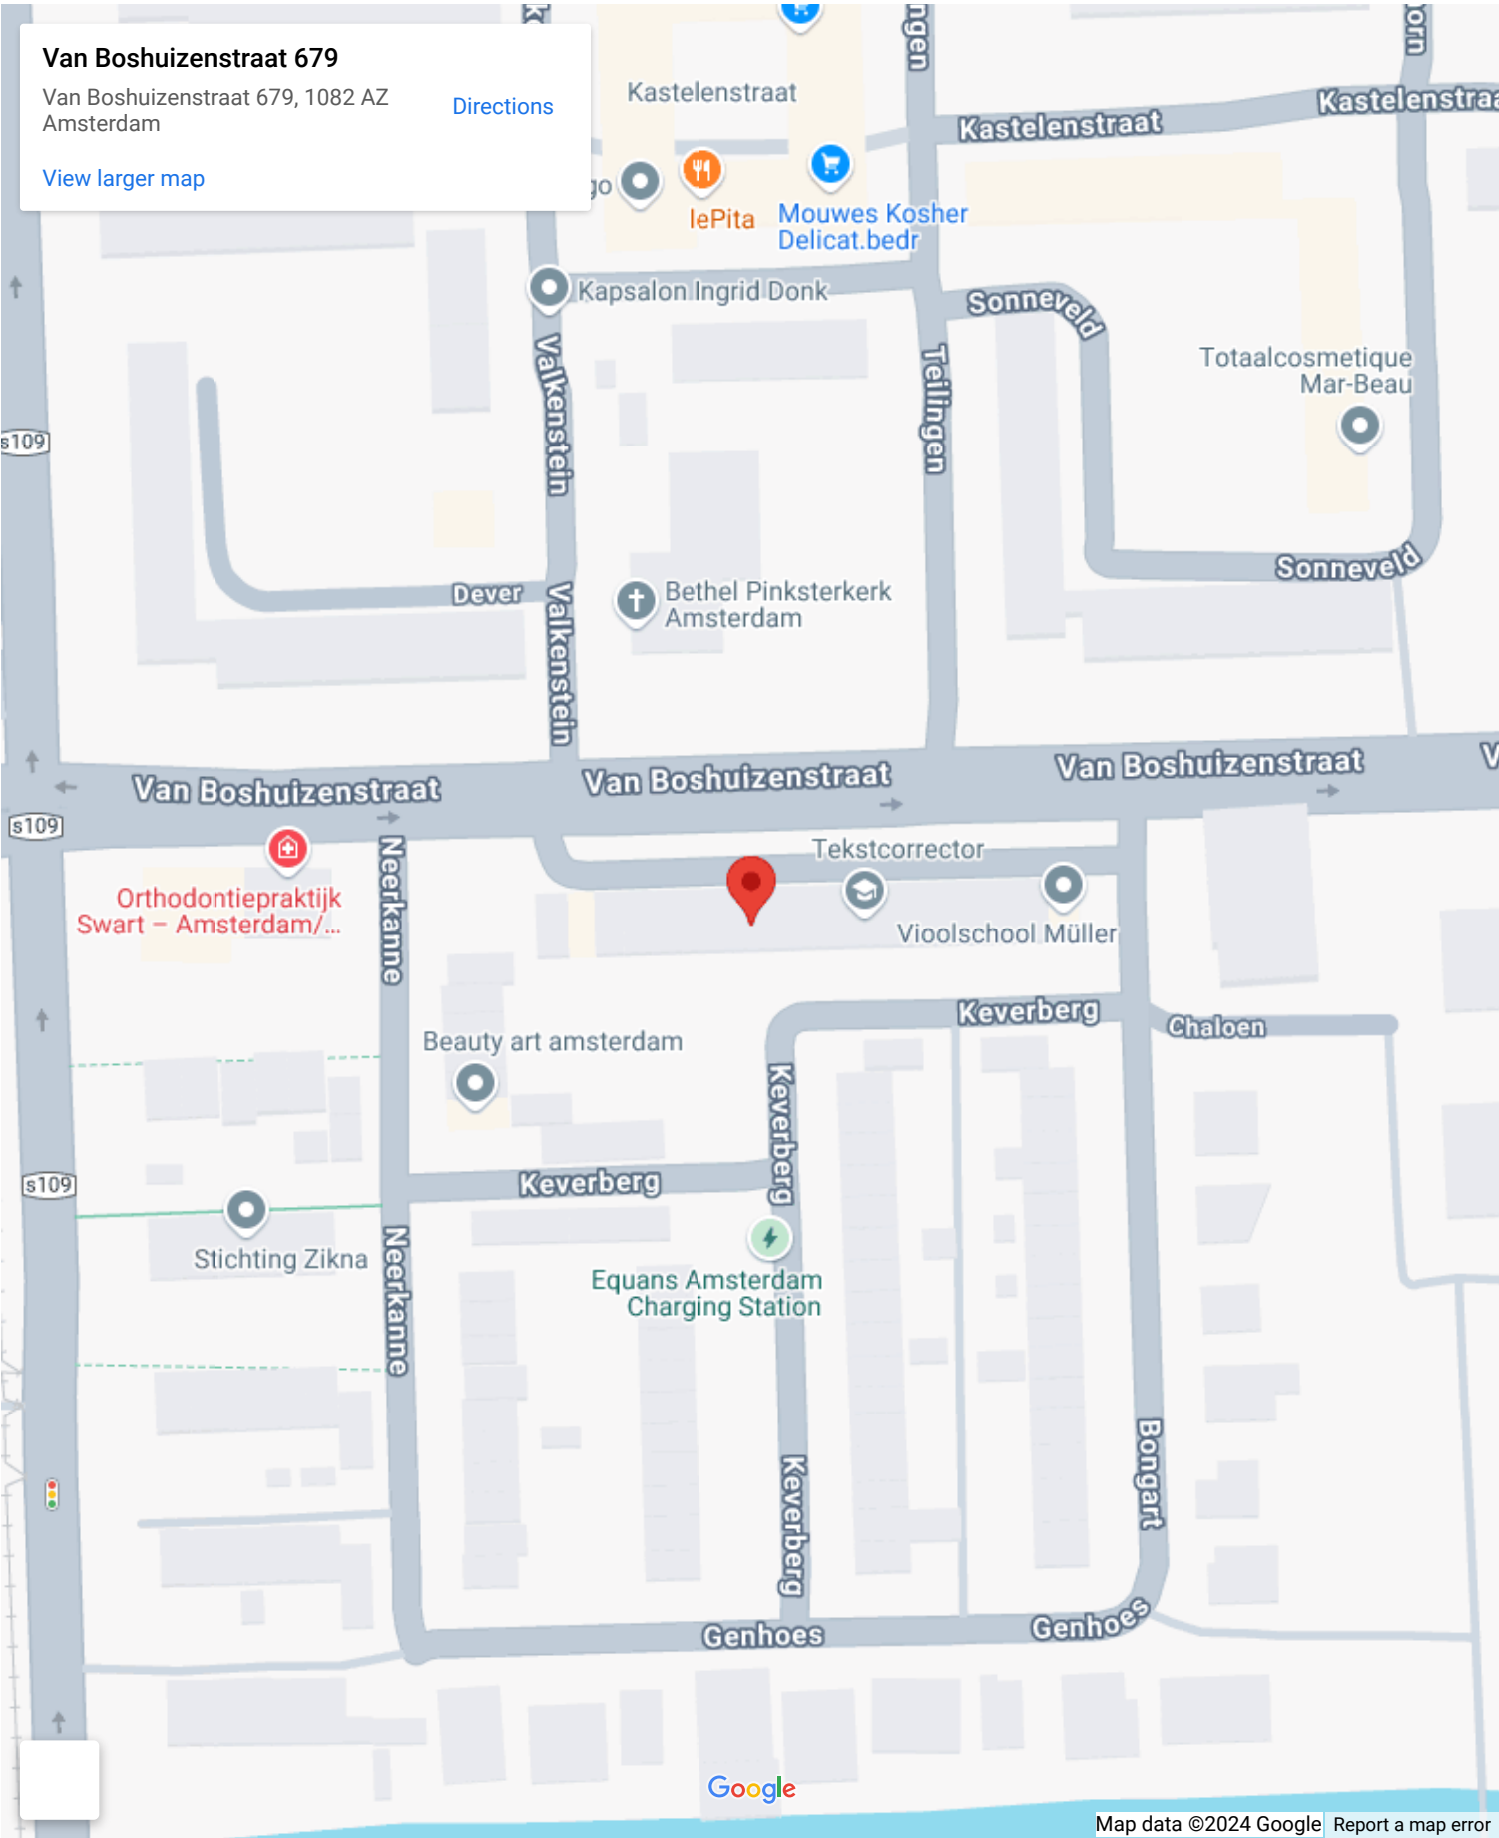 Van Boshuizenstraat 679
Van Boshuizenstraat 679, 1082 AZ
Amsterdam
Directions
View larger map
Kastelenstraat
Kastelenstraat
Kastelenstraa
ngen
orn
go
lePita
Mouwes Kosher
Delicat.bedr
Kapsalon Ingrid Donk
Sonneveld
Valkenstein
Teilingen
Totaalcosmetique
Mar-Beau
s109
Sonneveld
Dever
Valkenstein
Bethel Pinksterkerk
Amsterdam
Van Boshuizenstraat
Van Boshuizenstraat
Van Boshuizenstraat
V
s109
Neerkanne
Tekstcorrector
Orthodontiepraktijk
Swart – Amsterdam/...
Vioolschool Müller
Keverberg
Chaloen
Beauty art amsterdam
Keverberg
Keverberg
s109
Stichting Zikna
Neerkanne
Equans Amsterdam
Charging Station
Bongart
Keverberg
Genhoes
Genhoes
Google
Map data ©2024 Google
Report a map error